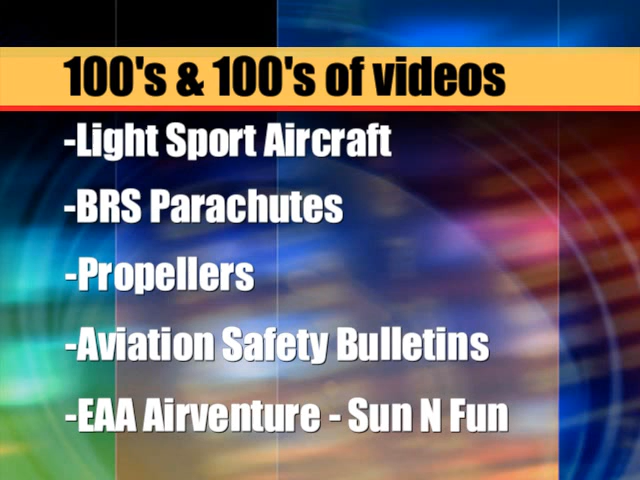 100's & 100's of videos
-Light Sport Aircraft
-BRS Parachutes
-Propellers
-Aviation Safety Bulletins
-EAA Airventure - Sun N Fun